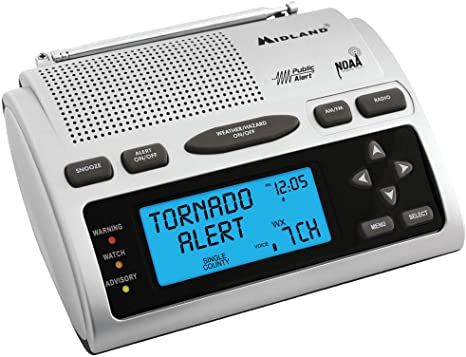 MIDLAND®
Public
Alert
NOAA
AM/FM
RADIO
WEATHER/HAZARD
ON/OFF
ALERT
ON/OFF
SNOOZE
WARNING
WATCH
ADVISORY
TORNADO
ALERT
PM 12:05
SINGLE
COUNTY
WX
VOICE
7CH
MENU
SELECT